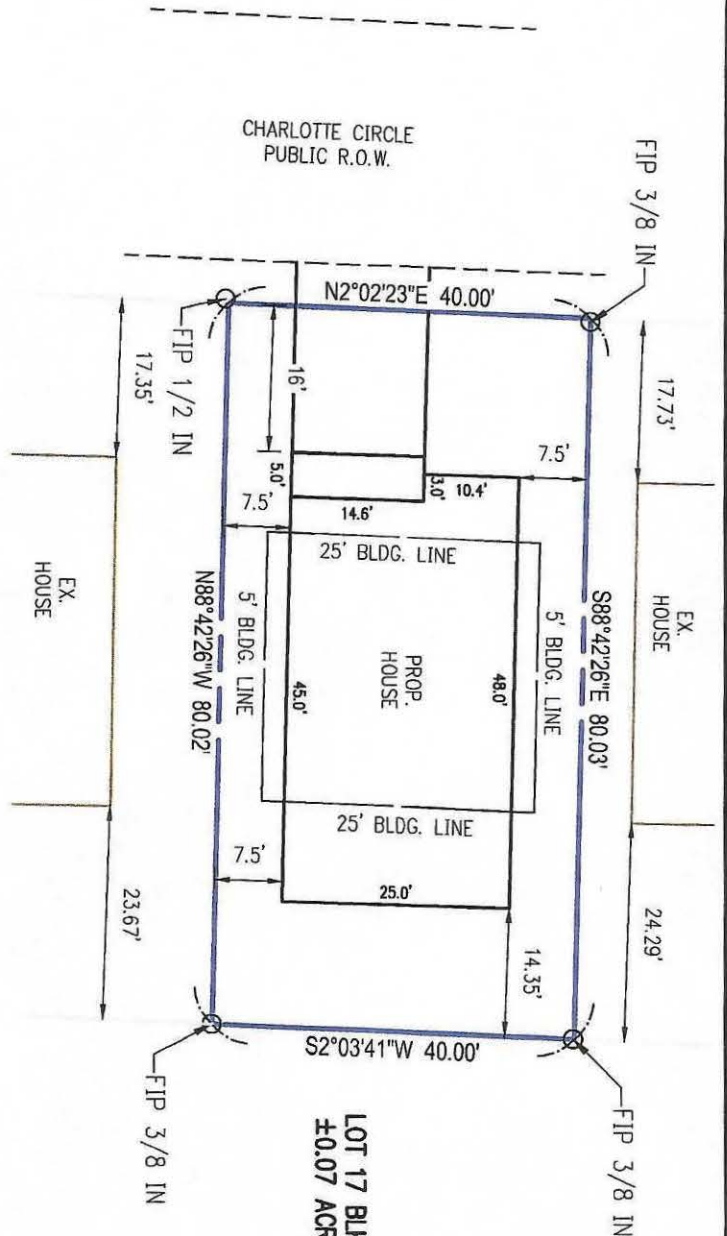 CHARLOTTE CIRCLE
PUBLIC R.O.W.
FIP 3/8 IN
N2°02'23"E 40.00'
FIP 1/2 IN
17.35'
17.73'
16'
5.0'
3.0'
10.4'
7.5'
14.6'
7.5'
25' BLDG. LINE
EX.
HOUSE
EX.
HOUSE
S88°42'26"E 80.03'
5' BLDG. LINE
48.0'
PROP.
HOUSE
45.0'
5' BLDG. LINE
N88°42'26"W 80.02'
25' BLDG. LINE
7.5'
25.0'
14.35'
24.29'
23.67'
S2°03'41"W 40.00'
FIP 3/8 IN
FIP 3/8 IN
LOT 17
±0.07